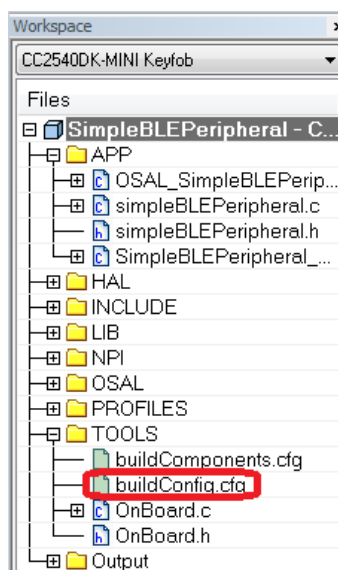 Workspace
CC2540DK-MINI Keyfob
Files
SimpleBLEPeripheral - C...
APP
OSAL_SimpleBLEPerip...
simpleBLEPeripheral.c
simpleBLEPeripheral.h
SimpleBLEPeripheral_...
HAL
INCLUDE
LIB
NPI
OSAL
PROFILES
TOOLS
buildComponents.cfg
buildConfig.cfg
OnBoard.c
OnBoard.h
Output